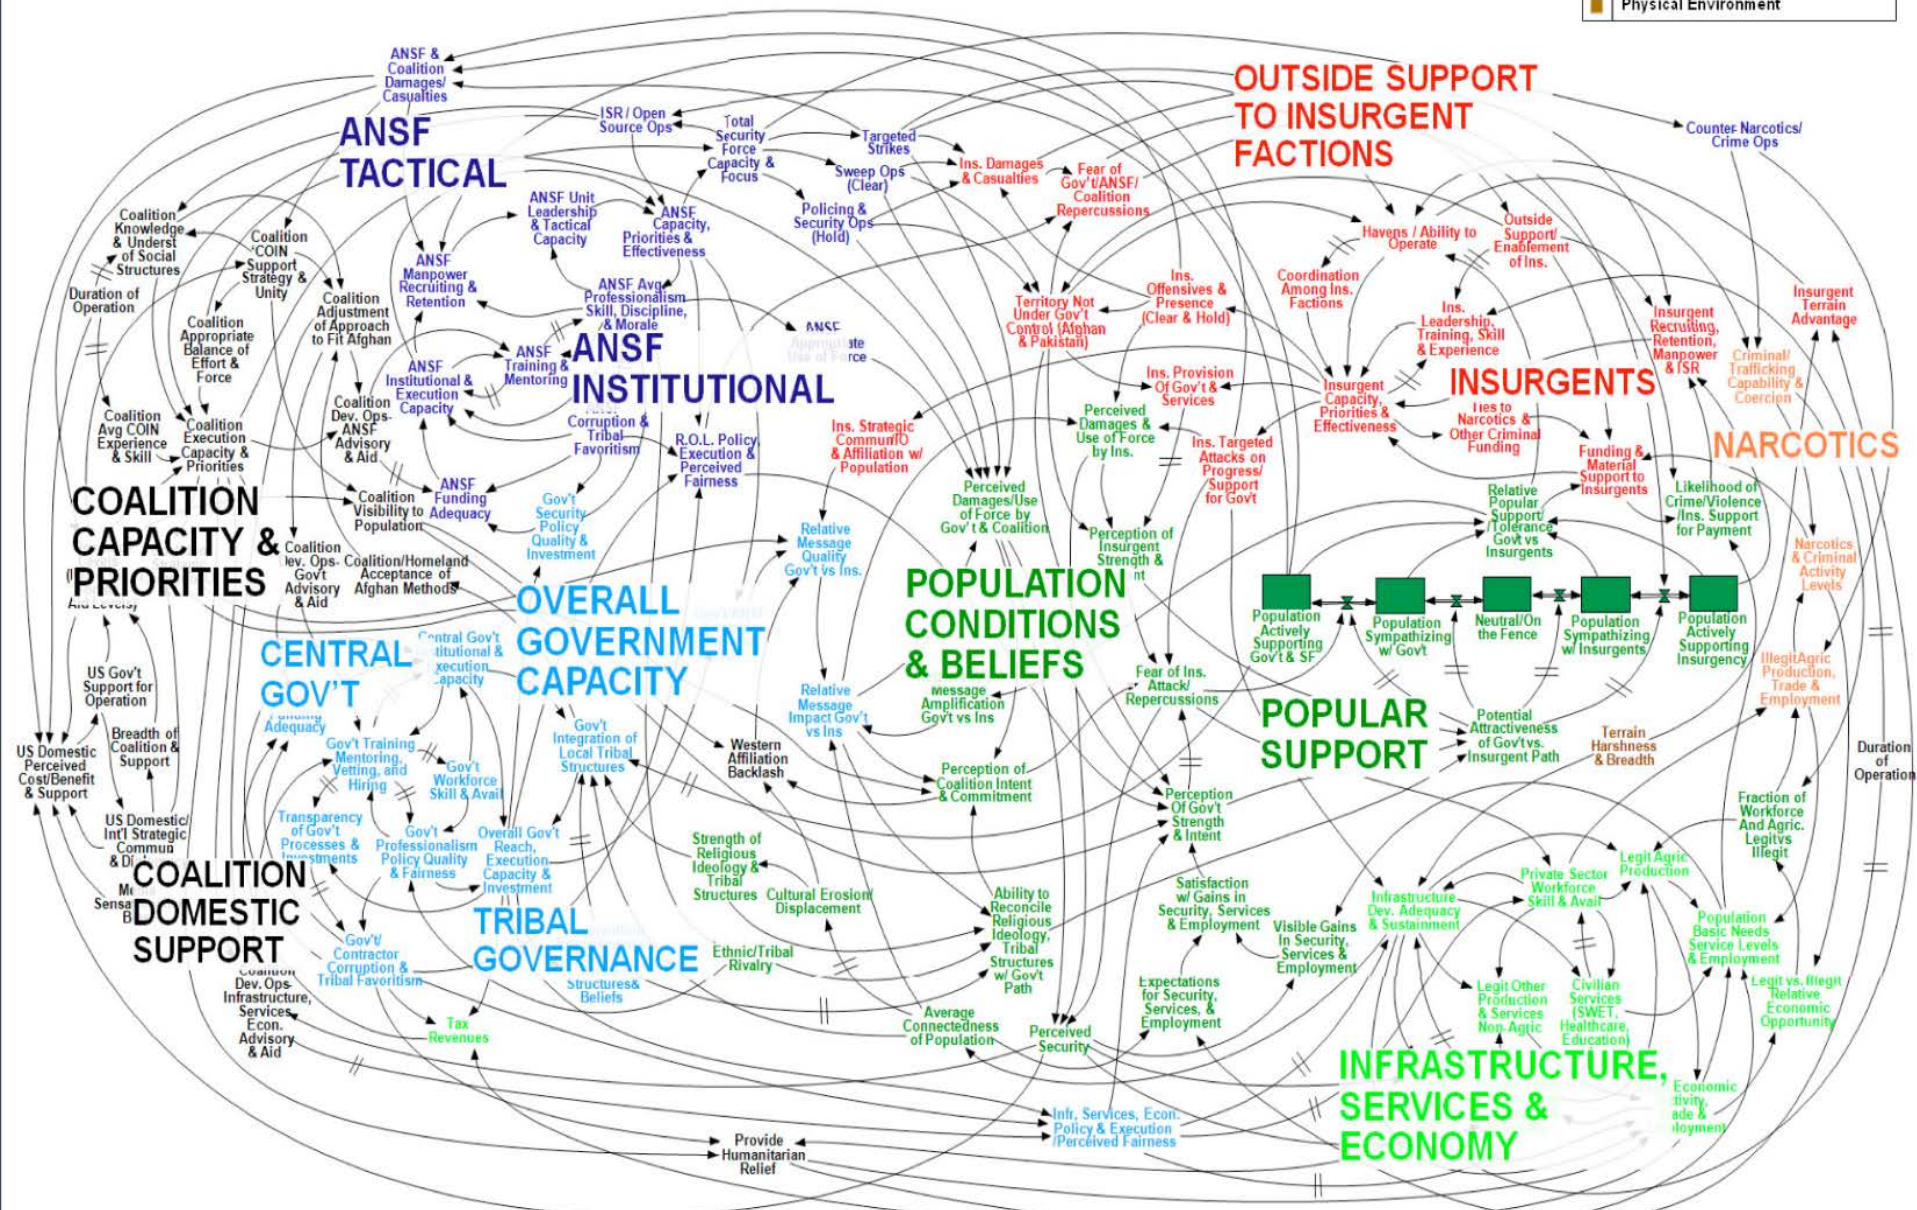 Physical Environment
ANSF &
Coalition
Damages/
Casualties
ANSF
TACTICAL
ISR / Open
Source Ops
Total
Security
Force
Capacity &
Focus
Targeted
Strikes
Sweep Ops
(Clear)
Policing &
Security Ops
(Hold)
Ins. Damages
& Casualties
Fear of
Gov't/ANSF/
Coalition
Repercussions
OUTSIDE SUPPORT
TO INSURGENT
FACTIONS
Counter-Narcotics/
Crime Ops
Coalition
Knowledge
& Underst
of Social
Structures
Duration of
Operation
Coalition
'COIN
Support
Strategy &
Unity
Coalition
Appropriate
Balance of
Effort &
Force
Coalition
Adjustment
of Approach
to Fit Afghan
ANSF Unit
Leadership
& Tactical
Capacity
ANSF
Capacity,
Priorities &
Effectiveness
ANSF
Manpower
Recruiting &
Retention
ANSF Avg
Professionalism
Skill, Discipline,
& Morale
ANSF
INSTITUTIONAL
ANSF
Training &
Mentoring
ANSF
Institutional &
Execution
Capacity
Corruption &
Tribal
Favoritism
R.O.L. Policy,
Execution &
Perceived
Fairness
ANSF
Funding
Adequacy
Havens / Ability to
Operate
Outside
Support/
Enablement
of Ins.
Coordination
Among Ins.
Factions
Ins.
Offensives &
Presence
(Clear & Hold)
Territory Not
Under Gov't
Control (Afghan
& Pakistan)
Ins.
Leadership,
Training, Skill
& Experience
Insurgent
Recruiting,
Retention,
Manpower
& ISR
Insurgent
Terrain
Advantage
Criminal/
Trafficking
Capability &
Coercion
INSURGENTS
Insurgent
Capacity,
Priorities &
Effectiveness
Ties to
Narcotics &
Other Criminal
Funding
Funding &
Material
Support to
Insurgents
NARCOTICS
Ins. Provision
Of Gov't &
Services
Perceived
Damages &
Use of Force
by Ins.
Ins. Targeted
Attacks on
Progress/
Support
for Gov't
Ins. Strategic
& Affiliation w/
Population
Coalition
Avg COIN
Experience
& Skill
Coalition
Execution
Capacity &
Priorities
Coalition
Dev. Ops-
ANSF
Advisory
& Aid
COALITION
CAPACITY &
PRIORITIES
Coalition
Visibility to
Population
Coalition
Gov't
Advisory
& Aid
Coalition/Homeland
Acceptance of
Afghan Methods
Gov't
Security
Policy
Quality &
Investment
Relative
Message
Quality
Gov't vs Ins.
Perceived
Damages/Use
of Force by
Gov't & Coalition
Perception of
Insurgent
Strength &
Relative
Popular
Support/
Tolerance
Gov't vs
Insurgents
Likelihood of
Crime/Violence
/Ins. Support
for Payment
Narcotics
& Criminal
Activity
Levels
OVERALL
GOVERNMENT
CAPACITY
POPULATION
CONDITIONS
& BELIEFS
Population
Actively
Supporting
Gov't & SF
Population
Sympathizing
w/ Gov't
Neutral/On
the Fence
Population
Sympathizing
w/ Insurgents
Population
Actively
Supporting
Insurgency
CENTRAL
GOV'T
Central Gov't
Adequacy
US Gov't
Support for
Operation
Breadth of
Coalition &
Support
US Domestic
Perceived
Cost/Benefit
& Support
US Domestic/
Int'l Strategic
Commun
Gov't Training
Mentoring,
Vetting, and
Hiring
Gov't
Workforce
Skill & Avail
Gov't
Integration of
Local Tribal
Structures
Western
Affiliation
Backlash
Relative
Message
Impact Gov't
vs Ins
Message
Amplification
Gov't vs Ins
Fear of Ins.
Attack/
Repercussions
POPULAR
SUPPORT
Potential
Attractiveness
of Gov't vs.
Insurgent Path
Terrain
Harshness
& Breadth
Illegit Agric
Production,
Trade &
Employment
Duration
of
Operation
Transparency
of Gov't
Processes &
Investments
Gov't
Professionalism
Policy Quality
& Fairness
Overall Gov't
Reach,
Execution
Capacity &
Investment
Perception of
Coalition Intent
& Commitment
Perception
Of Gov't
Strength
& Intent
Fraction of
Workforce
And Agric.
Legit vs
Illegit
COALITION
DOMESTIC
SUPPORT
TRIBAL
GOVERNANCE
Structures &
Beliefs
Strength of
Religious
Ideology &
Tribal
Structures
Cultural Erosion/
Displacement
Ethnic/Tribal
Rivalry
Ability to
Reconcile
Religious
Ideology,
Tribal
Structures
w/ Gov't
Path
Satisfaction
w/ Gains in
Security, Services
& Employment
Visible Gains
In Security,
Services &
Employment
Expectations
for Security,
Services, &
Employment
Infrastructure
Dev. Adequacy
& Sustainment
Private Sector
Workforce
Skill & Avail
Legit Agric
Production
Population
Basic Needs
Service Levels
& Employment
Gov't/
Contractor
Corruption &
Tribal Favoritism
Coalition
Dev. Ops-
Infrastructure,
Services,
Econ.
Advisory
& Aid
Tax
Revenues
Average
Connectedness
of Population
Perceived
Security
Legit Other
Production
& Services
Non-Agric
Civilian
Services
(SWET,
Healthcare,
Education)
Legit vs. Illegit
Relative
Economic
Opportunity
INFRASTRUCTURE,
SERVICES &
ECONOMY
Economic
Infr. Services, Econ.
Policy & Execution
/Perceived Fairness
Provide
Humanitarian
Relief